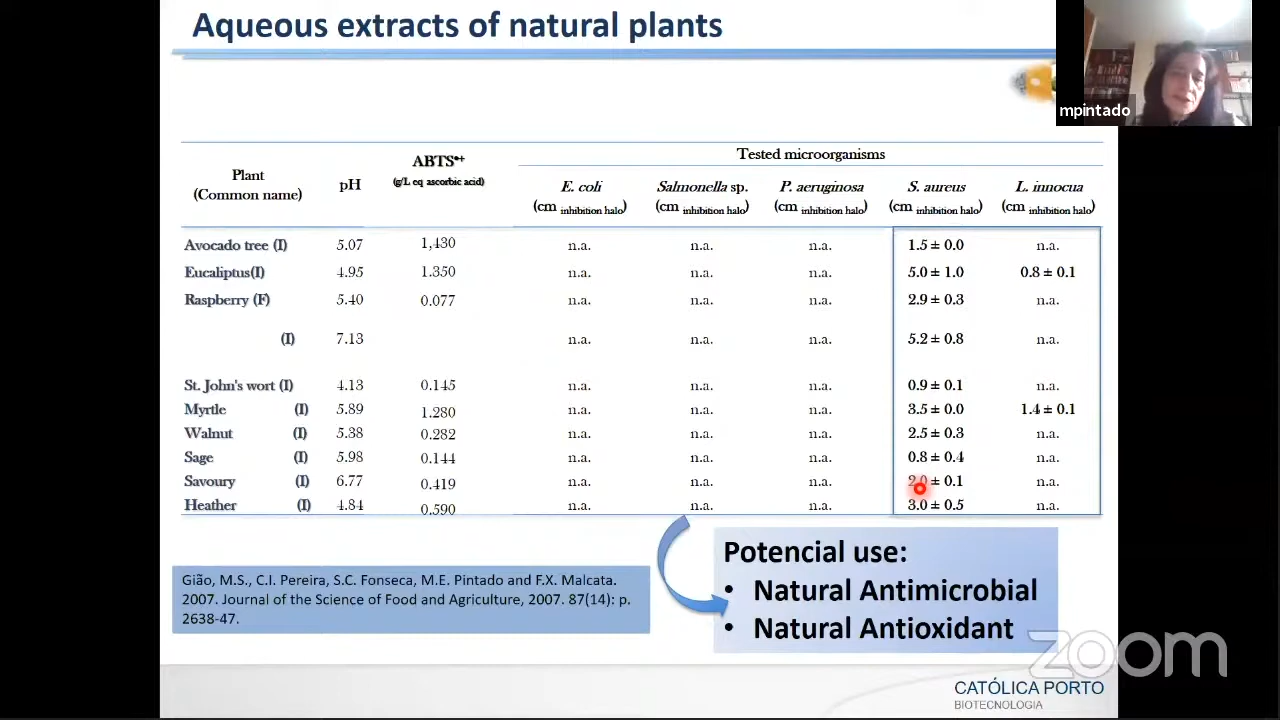 Aqueous extracts of natural plants
mpintado
Plant (Common name) pH ABTS•+ (g/L eq ascorbic acid) Tested microorganisms
E. coli (cm inhibition halo) Salmonella sp. (cm inhibition halo) P. aeruginosa (cm inhibition halo) S. aureus (cm inhibition halo) L. innocua (cm inhibition halo)
Avocado tree (I) 5.07 1,430 n.a. n.a. n.a. 1.5 ± 0.0 n.a.
Eucaliptus(I) 4.95 1.350 n.a. n.a. n.a. 5.0 ± 1.0 0.8 ± 0.1
Raspberry (F) 5.40 0.077 n.a. n.a. n.a. 2.9 ± 0.3 n.a.
(I) 7.13 n.a. n.a. n.a. 5.2 ± 0.8 n.a.
St. John's wort (I) 4.13 0.145 n.a. n.a. n.a. 0.9 ± 0.1 n.a.
Myrtle (I) 5.89 1.280 n.a. n.a. n.a. 3.5 ± 0.0 1.4 ± 0.1
Walnut (I) 5.38 0.282 n.a. n.a. n.a. 2.5 ± 0.3 n.a.
Sage (I) 5.98 0.144 n.a. n.a. n.a. 0.8 ± 0.4 n.a.
Savoury (I) 6.77 0.419 n.a. n.a. n.a. 2.0 ± 0.1 n.a.
Heather (I) 4.84 0.590 n.a. n.a. n.a. 3.0 ± 0.5 n.a.
Gião, M.S., C.I. Pereira, S.C. Fonseca, M.E. Pintado and F.X. Malcata.
2007. Journal of the Science of Food and Agriculture, 2007. 87(14): p.
2638-47.
Potencial use:
• Natural Antimicrobial
• Natural Antioxidant
zoom
CATÓLICA PORTO
BIOTECNOLOGIA